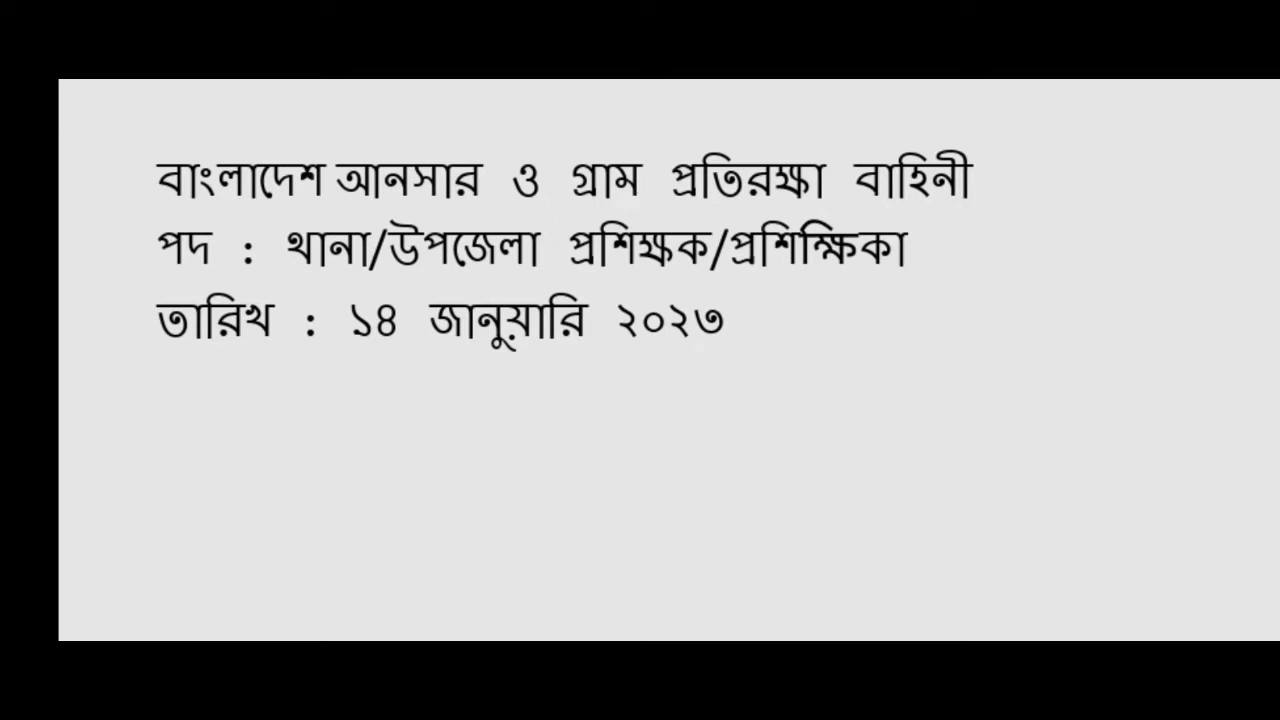 বাংলাদেশ আনসার ও গ্রাম প্রতিরক্ষা বাহিনী
পদ : থানা/উপজেলা প্রশিক্ষক/প্রশিক্ষিকা
তারিখ : ১৪ জানুয়ারি ২০২৩